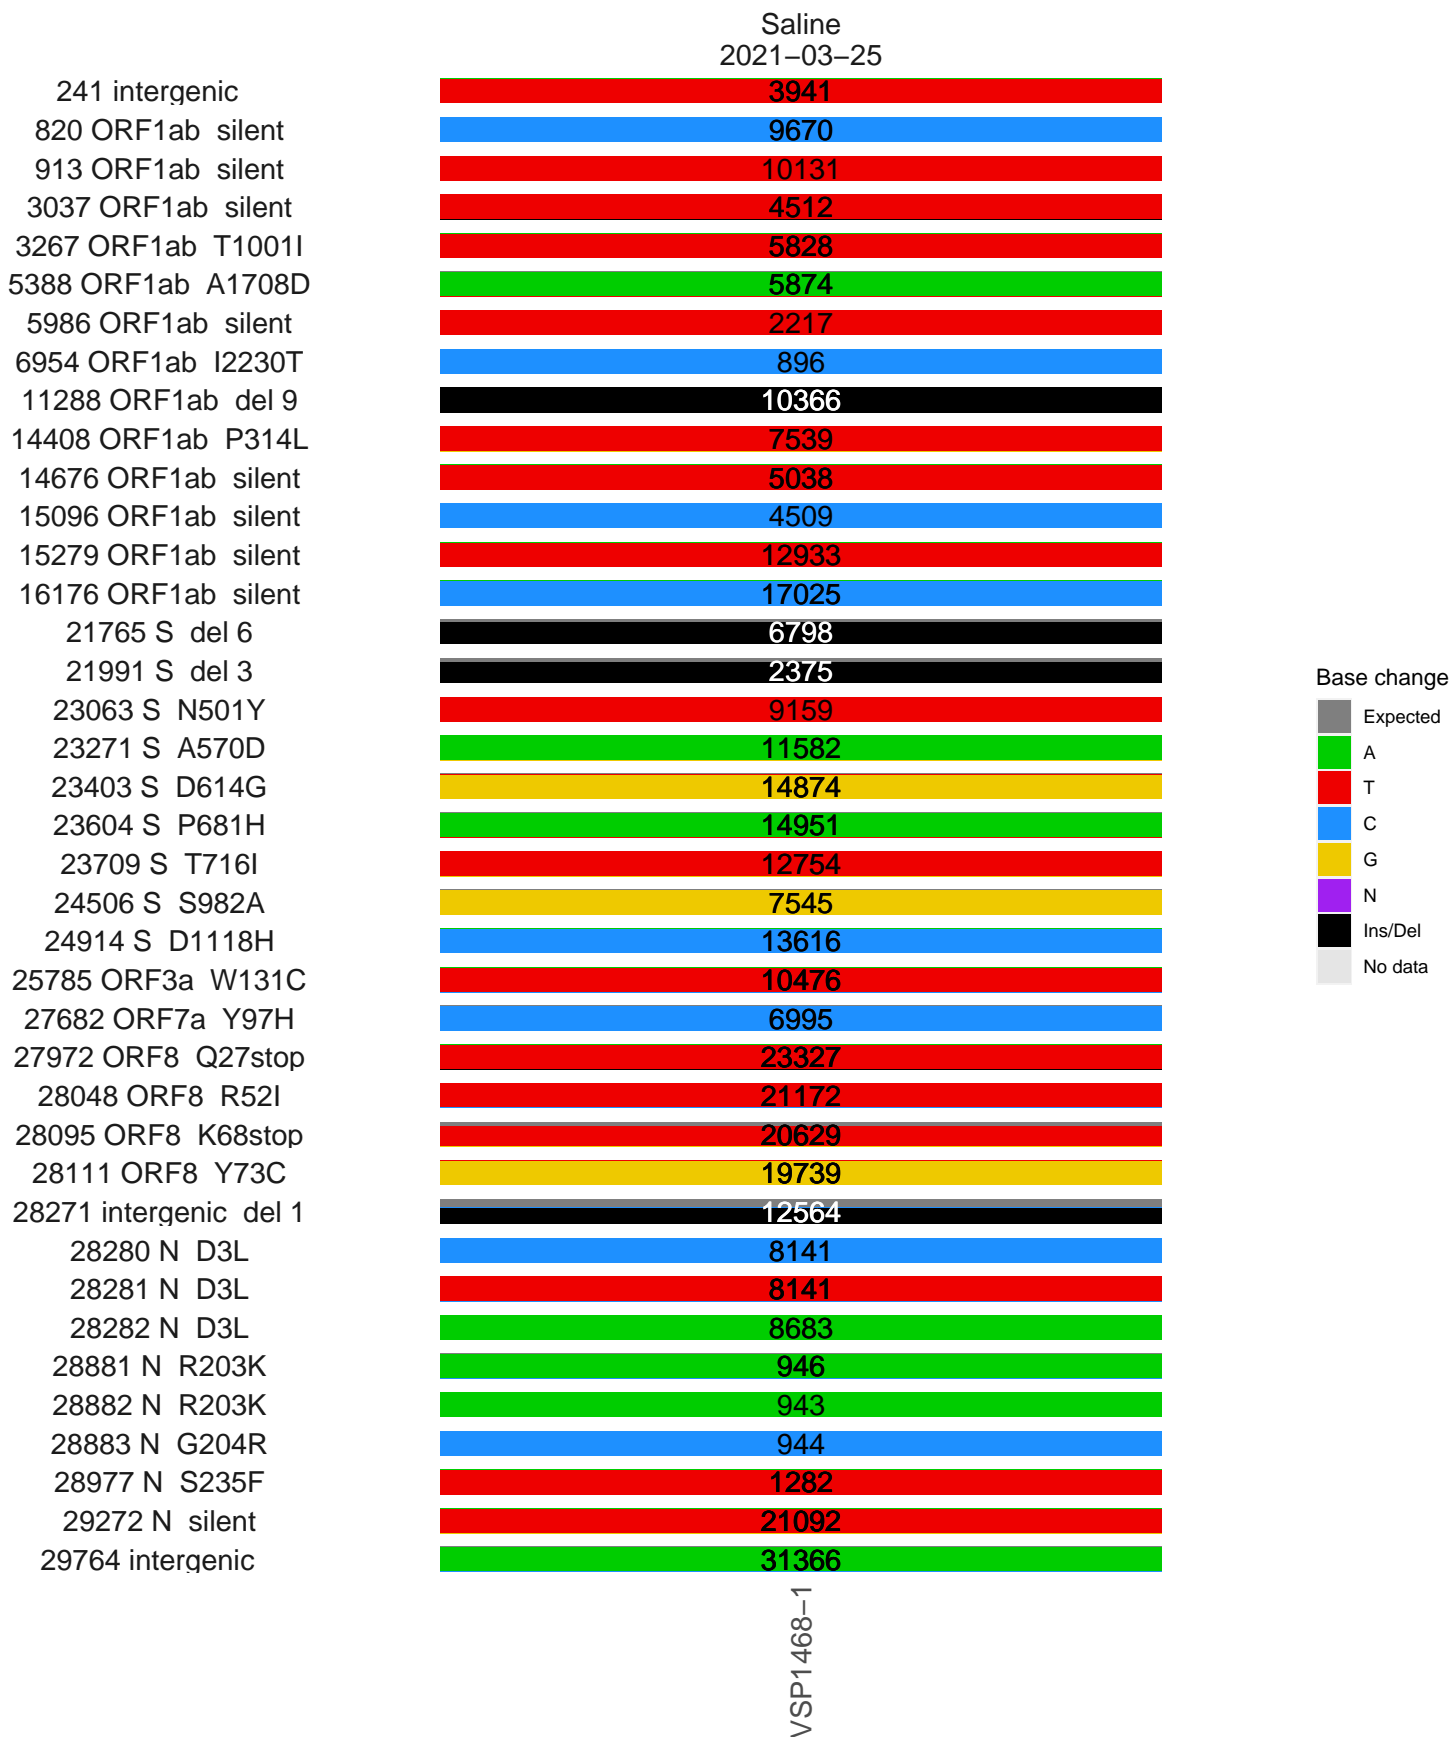 Saline
2021−03−25
241 intergenic 3941
820 ORF1ab silent 9670
913 ORF1ab silent 10131
3037 ORF1ab silent 4512
3267 ORF1ab T1001I 5828
5388 ORF1ab A1708D 5874
5986 ORF1ab silent 2217
6954 ORF1ab I2230T 896
11288 ORF1ab del 9 10366
14408 ORF1ab P314L 7539
14676 ORF1ab silent 5038
15096 ORF1ab silent 4509
15279 ORF1ab silent 12933
16176 ORF1ab silent 17025
21765 S del 6 6798
21991 S del 3 2375
23063 S N501Y 9159
23271 S A570D 11582
23403 S D614G 14874
23604 S P681H 14951
23709 S T716I 12754
24506 S S982A 7545
24914 S D1118H 13616
25785 ORF3a W131C 10476
27682 ORF7a Y97H 6995
27972 ORF8 Q27stop 23327
28048 ORF8 R52I 21172
28095 ORF8 K68stop 20629
28111 ORF8 Y73C 19739
28271 intergenic del 1 12564
28280 N D3L 8141
28281 N D3L 8141
28282 N D3L 8683
28881 N R203K 946
28882 N R203K 943
28883 N G204R 944
28977 N S235F 1282
29272 N silent 21092
29764 intergenic 31366
VSP1468−1
Base change
Expected
A
T
C
G
N
Ins/Del
No data